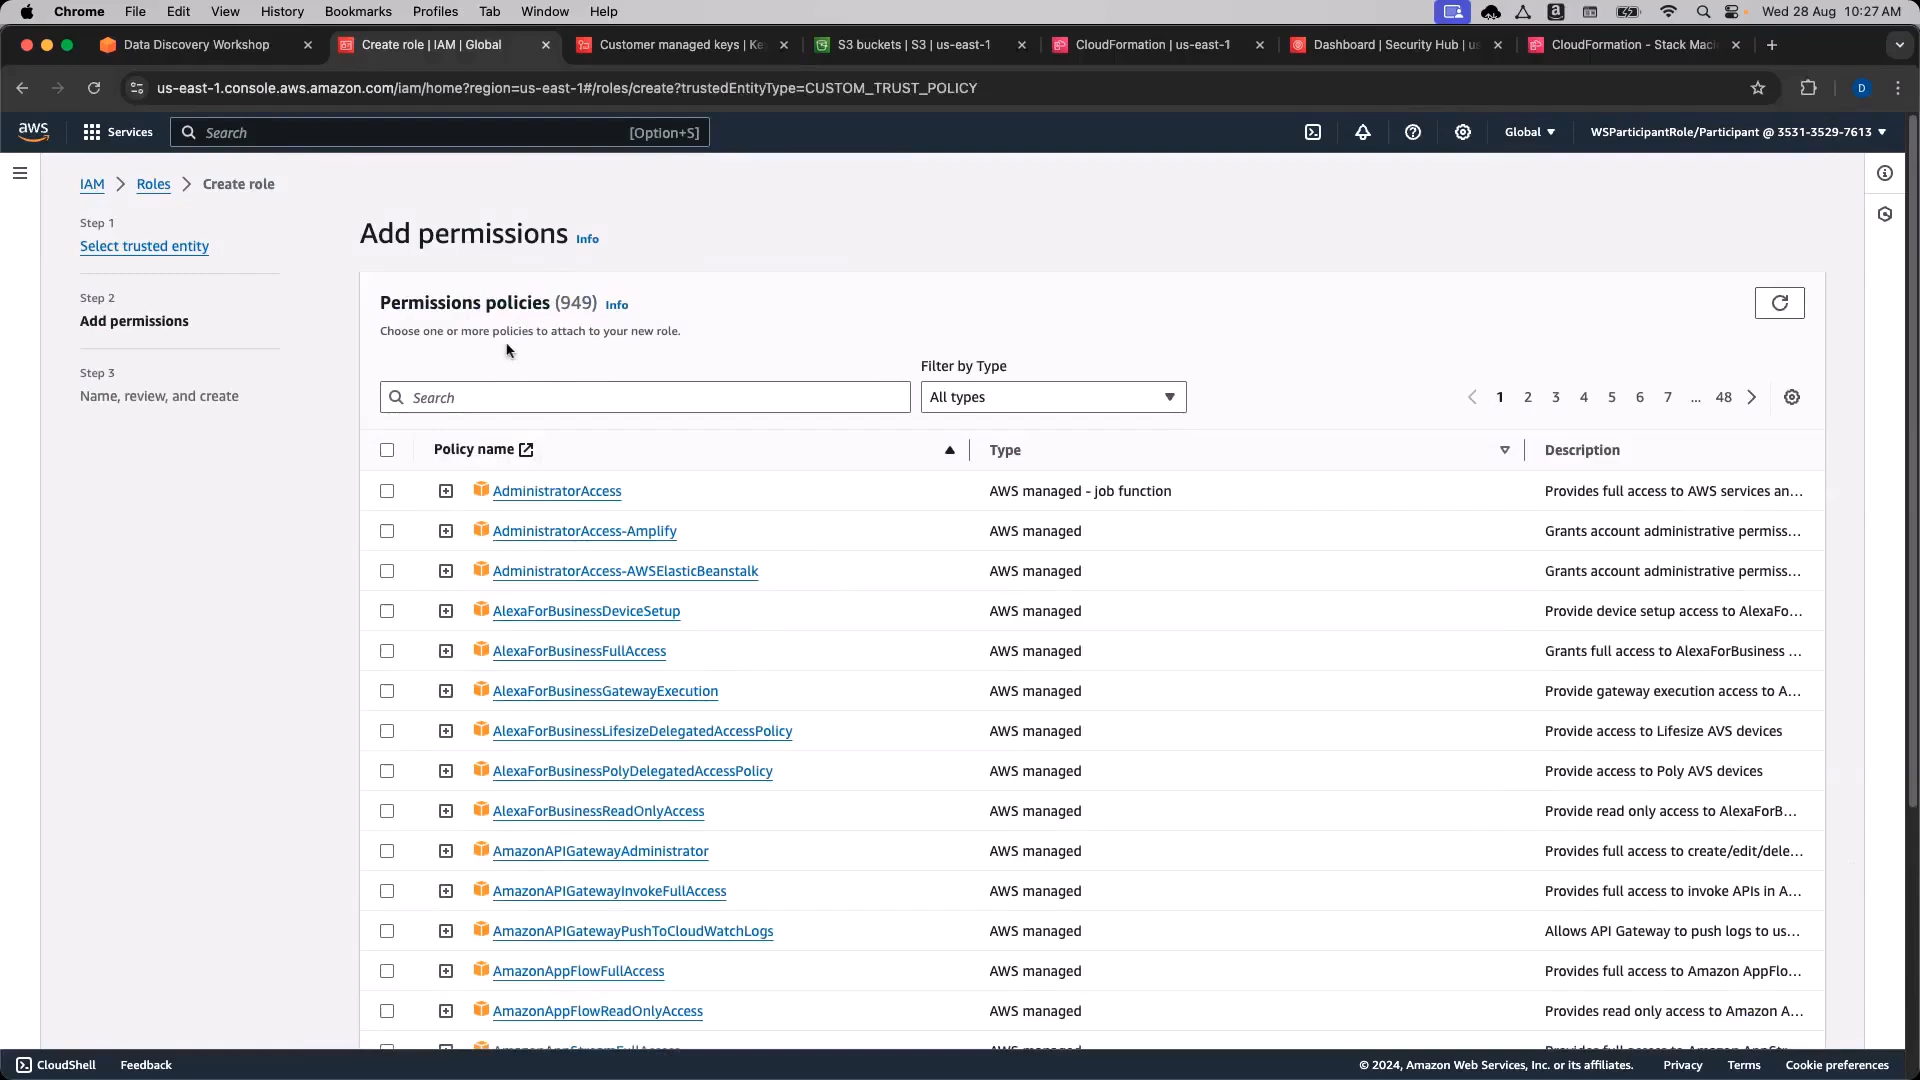 Chrome File Edit View History Bookmarks Profiles Tab Window Help Wed 28 Aug 10:27 AM
Data Discovery Workshop Create role | IAM | Global Customer managed keys | Ke S3 buckets | S3 | us-east-1 CloudFormation | us-east-1 Dashboard | Security Hub | us CloudFormation - Stack Maci
us-east-1.console.aws.amazon.com/iam/home?region=us-east-1#/roles/create?trustedEntityType=CUSTOM_TRUST_POLICY D
aws Services Search [Option+S] Global WSParticipantRole/Participant @ 3531-3529-7613
IAM Roles Create role
Step 1
Select trusted entity
Step 2
Add permissions
Step 3
Name, review, and create
Add permissions Info
Permissions policies (949) Info
Choose one or more policies to attach to your new role.
Filter by Type
Search All types 1 2 3 4 5 6 7 ... 48
Policy name Type Description
AdministratorAccess AWS managed - job function Provides full access to AWS services an...
AdministratorAccess-Amplify AWS managed Grants account administrative permiss...
AdministratorAccess-AWSElasticBeanstalk AWS managed Grants account administrative permiss...
AlexaForBusinessDeviceSetup AWS managed Provide device setup access to AlexaFo...
AlexaForBusinessFullAccess AWS managed Grants full access to AlexaForBusiness ...
AlexaForBusinessGatewayExecution AWS managed Provide gateway execution access to A...
AlexaForBusinessLifesizeDelegatedAccessPolicy AWS managed Provide access to Lifesize AVS devices
AlexaForBusinessPolyDelegatedAccessPolicy AWS managed Provide access to Poly AVS devices
AlexaForBusinessReadOnlyAccess AWS managed Provide read only access to AlexaForB...
AmazonAPIGatewayAdministrator AWS managed Provides full access to create/edit/dele...
AmazonAPIGatewayInvokeFullAccess AWS managed Provides full access to invoke APIs in A...
AmazonAPIGatewayPushToCloudWatchLogs AWS managed Allows API Gateway to push logs to us...
AmazonAppFlowFullAccess AWS managed Provides full access to Amazon AppFlo...
AmazonAppFlowReadOnlyAccess AWS managed Provides read only access to Amazon A...
CloudShell Feedback © 2024, Amazon Web Services, Inc. or its affiliates. Privacy Terms Cookie preferences